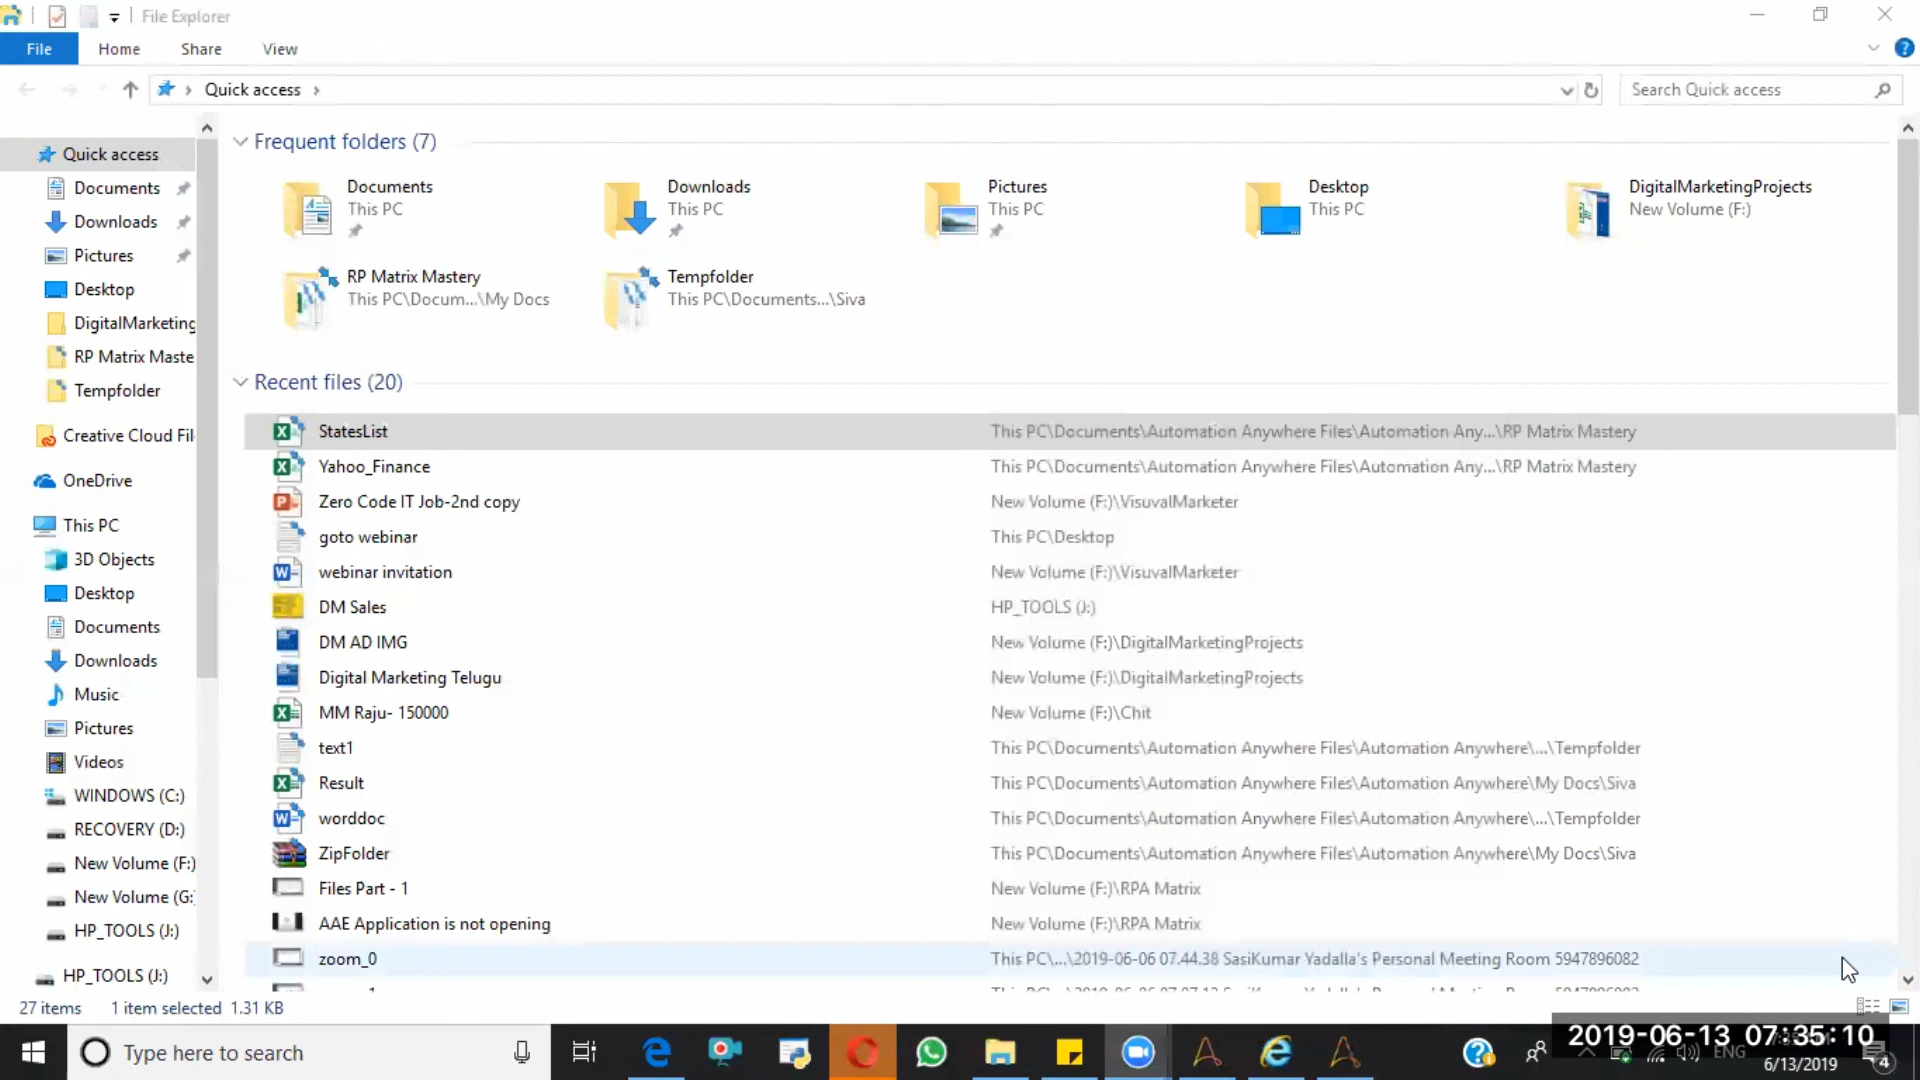 File Explorer
File
Home
Share
View
Quick access
Search Quick access
Quick access
Documents
Downloads
Pictures
Desktop
DigitalMarketing
RP Matrix Maste
Tempfolder
Creative Cloud Fil
OneDrive
This PC
3D Objects
Desktop
Documents
Downloads
Music
Pictures
Videos
WINDOWS (C:)
RECOVERY (D:)
New Volume (F:)
New Volume (G:
HP_TOOLS (J:)
HP_TOOLS (J:)
Frequent folders (7)
Documents
This PC
Downloads
This PC
Pictures
This PC
Desktop
This PC
DigitalMarketingProjects
New Volume (F:)
RP Matrix Mastery
This PC\Docum...\My Docs
Tempfolder
This PC\Documents...\Siva
Recent files (20)
StatesList This PC\Documents\Automation Anywhere Files\Automation Any...\RP Matrix Mastery
Yahoo_Finance This PC\Documents\Automation Anywhere Files\Automation Any...\RP Matrix Mastery
Zero Code IT Job-2nd copy New Volume (F:)\VisuvalMarketer
goto webinar This PC\Desktop
webinar invitation New Volume (F:)\VisuvalMarketer
DM Sales HP_TOOLS (J:)
DM AD IMG New Volume (F:)\DigitalMarketingProjects
Digital Marketing Telugu New Volume (F:)\DigitalMarketingProjects
MM Raju- 150000 New Volume (F:)\Chit
text1 This PC\Documents\Automation Anywhere Files\Automation Anywhere\...\Tempfolder
Result This PC\Documents\Automation Anywhere Files\Automation Anywhere\My Docs\Siva
worddoc This PC\Documents\Automation Anywhere Files\Automation Anywhere\...\Tempfolder
ZipFolder This PC\Documents\Automation Anywhere Files\Automation Anywhere\My Docs\Siva
Files Part - 1 New Volume (F:)\RPA Matrix
AAE Application is not opening New Volume (F:)\RPA Matrix
zoom_0 This PC\...\2019-06-06 07.44.38 SasiKumar Yadalla's Personal Meeting Room 5947896082
27 items
1 item selected 1.31 KB
Type here to search
2019-06-13 07:35:10
ENG
6/13/2019
4